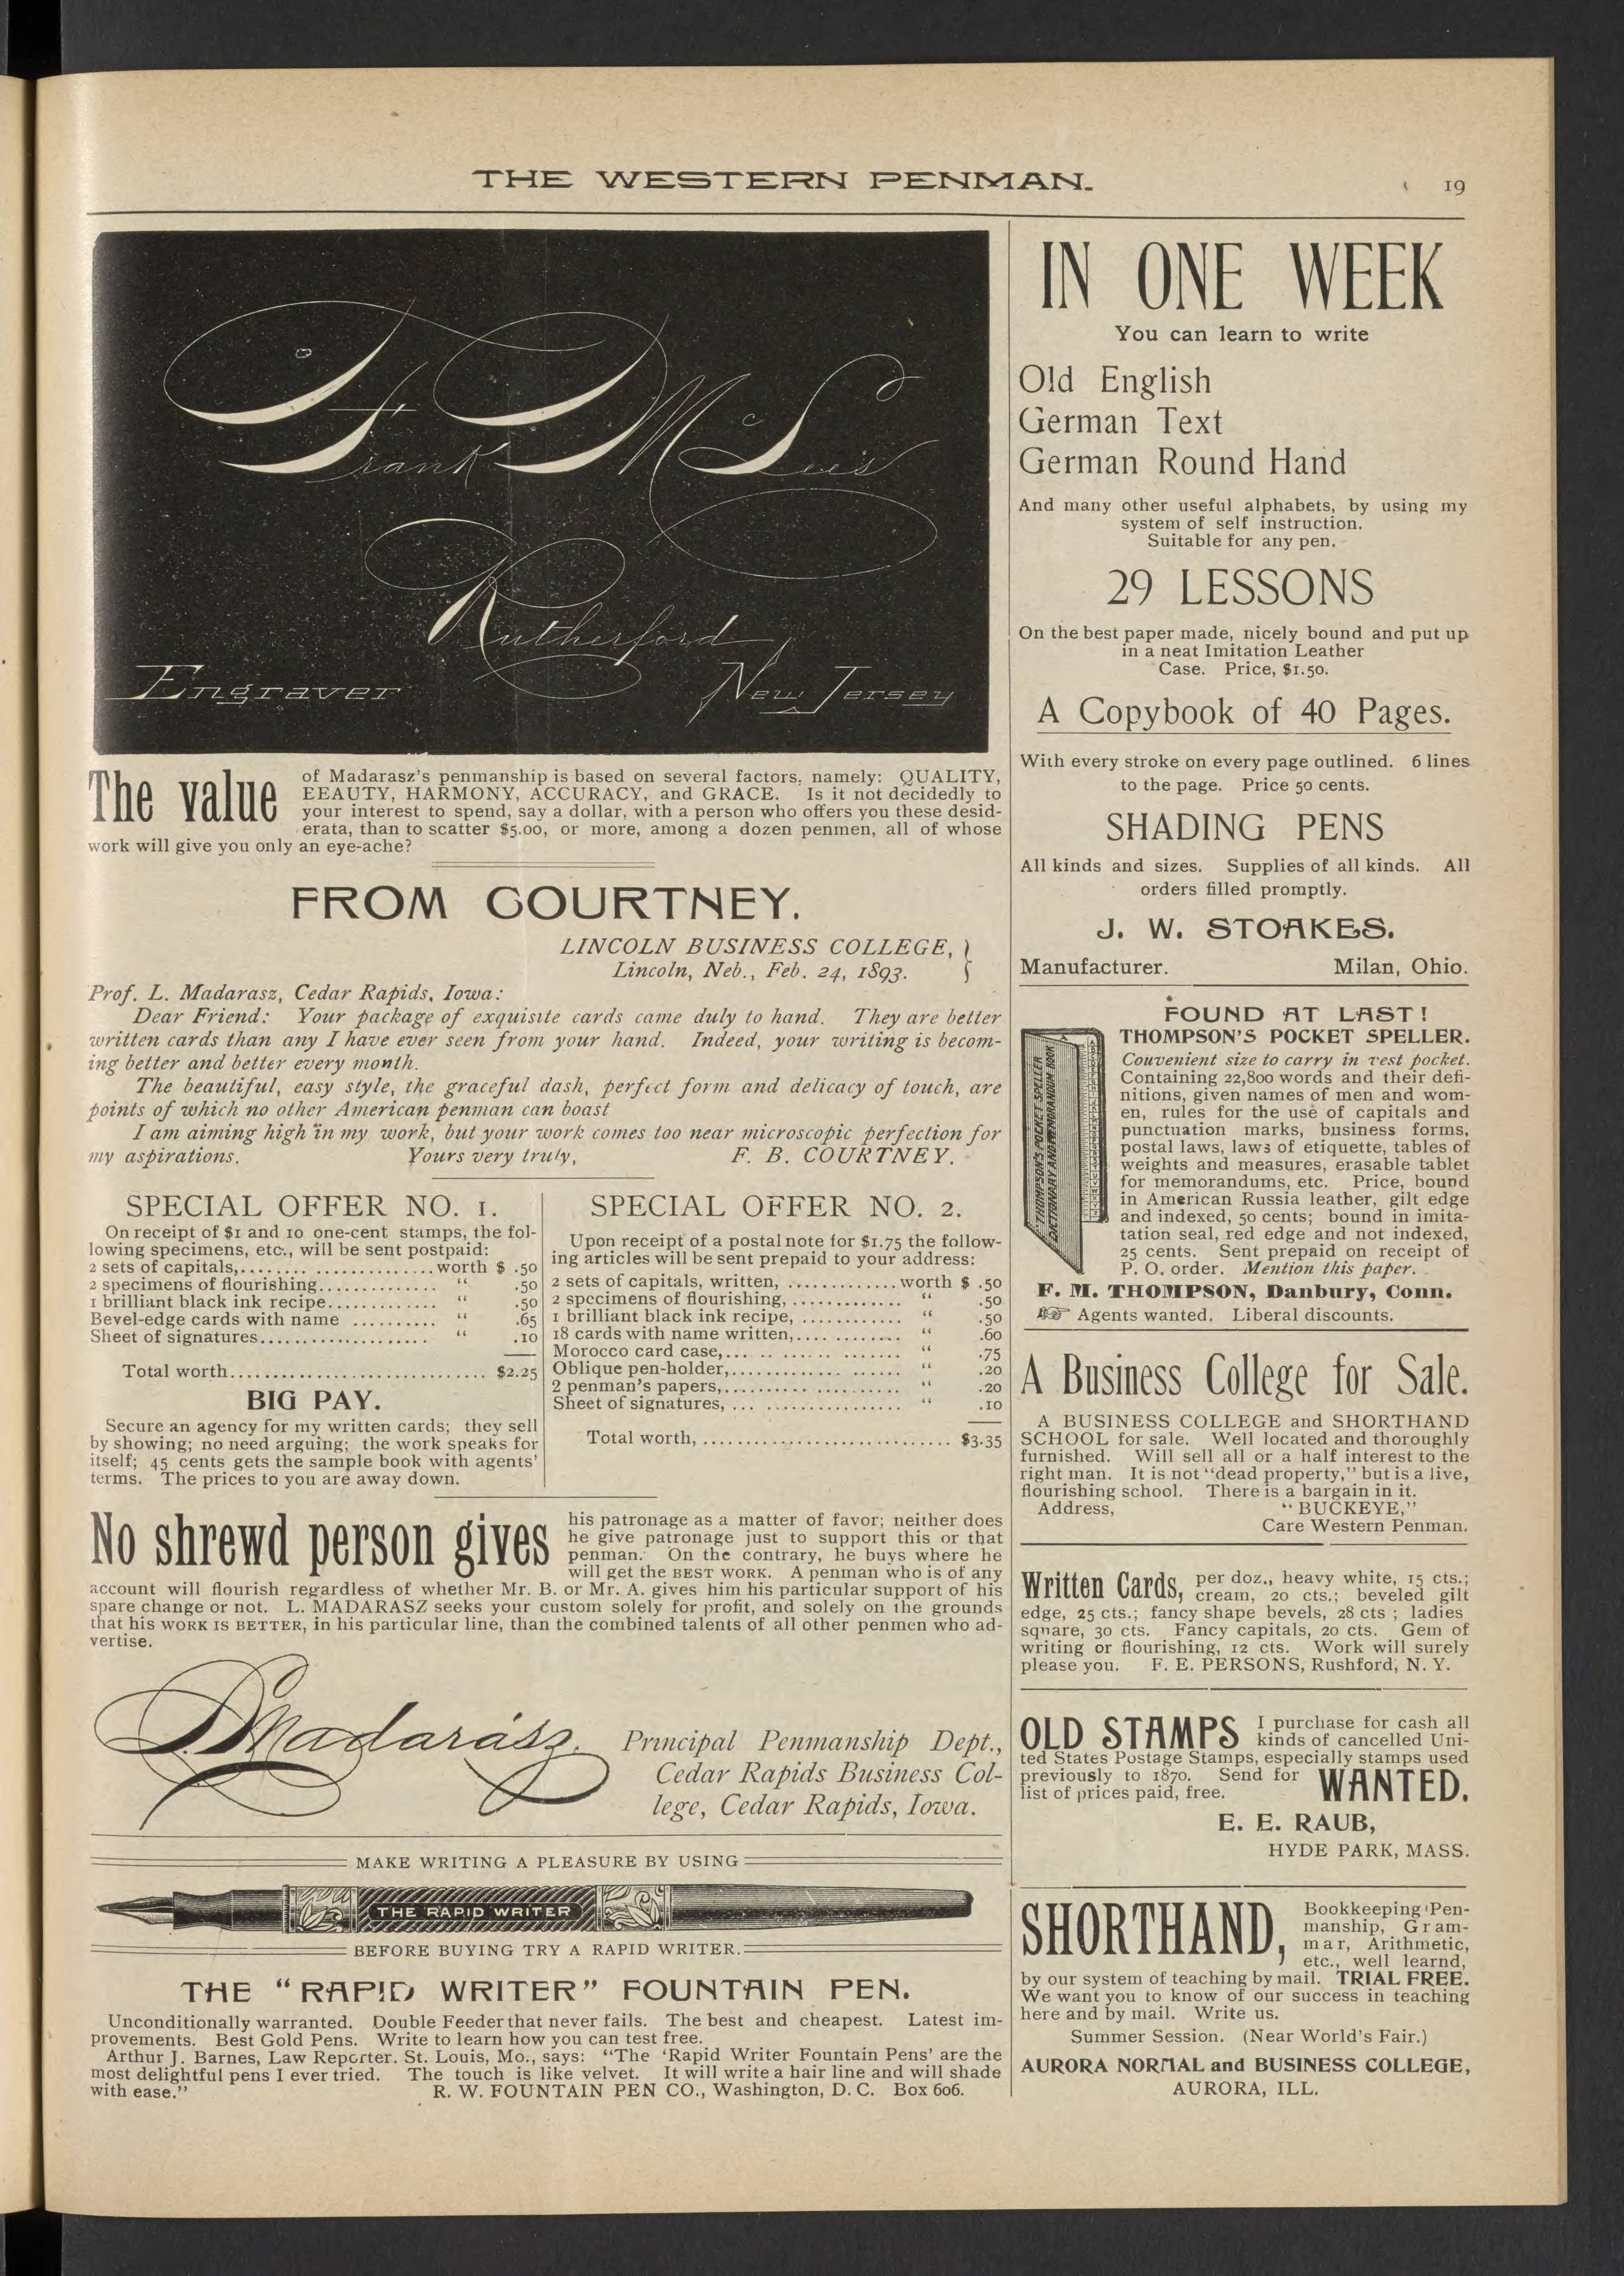 THE WESTERN PENMAN.
19
Frank D McLees
Rutherford
Engraver
New Jersey
The value
of Madarasz's penmanship is based on several factors, namely: QUALITY,
EEAUTY, HARMONY, ACCURACY, and GRACE. Is it not decidedly to
your interest to spend, say a dollar, with a person who offers you these desid-
erata, than to scatter $5.00, or more, among a dozen penmen, all of whose
work will give you only an eye-ache?
FROM COURTNEY.
LINCOLN BUSINESS COLLEGE, }
Lincoln, Neb., Feb. 24, 1893.
Prof. L. Madarasz, Cedar Rapids, Iowa:
Dear Friend: Your package of exquisite cards came duly to hand. They are better
written cards than any I have ever seen from your hand. Indeed, your writing is becom-
ing better and better every month.
The beautiful, easy style, the graceful dash, perfect form and delicacy of touch, are
points of which no other American penman can boast
I am aiming high in my work, but your work comes too near microscopic perfection for
my aspirations. Yours very truly, F. B. COURTNEY.
SPECIAL OFFER NO. 1.
On receipt of $1 and 10 one-cent stamps, the fol-
lowing specimens, etc., will be sent postpaid:
2 sets of capitals,........ ..............worth $ .50
2 specimens of flourishing.............. " .50
1 brilliant black ink recipe............. " .50
Bevel-edge cards with name .......... " .65
Sheet of signatures.................... " .10
Total worth.............................. $2.25
BIG PAY.
Secure an agency for my written cards; they sell
by showing; no need arguing; the work speaks for
itself; 45 cents gets the sample book with agents'
terms. The prices to you are away down.
SPECIAL OFFER NO. 2.
Upon receipt of a postal note for $1.75 the follow-
ing articles will be sent prepaid to your address:
2 sets of capitals, written, .............worth $ .50
2 specimens of flourishing, ............. " .50
1 brilliant black ink recipe, ............ " .50
18 cards with name written,.... ......... " .60
Morocco card case,... .. ...... ....... " .75
Oblique pen-holder,............ ...... " .20
2 penman's papers,.......... .......... " .20
Sheet of signatures, ... ................ " .10
Total worth, ............................. $3.35
No shrewd person gives
his patronage as a matter of favor; neither does
he give patronage just to support this or that
penman. On the contrary, he buys where he
will get the BEST WORK. A penman who is of any
account will flourish regardless of whether Mr. B. or Mr. A. gives him his particular support of his
spare change or not. L. MADARASZ seeks your custom solely for profit, and solely on the grounds
that his WORK IS BETTER, in his particular line, than the combined talents of all other penmen who ad-
vertise.
L. Madarász.
Principal Penmanship Dept.,
Cedar Rapids Business Col-
lege, Cedar Rapids, Iowa.
MAKE WRITING A PLEASURE BY USING
THE RAPID WRITER
BEFORE BUYING TRY A RAPID WRITER.
THE "RAPID WRITER" FOUNTAIN PEN.
Unconditionally warranted. Double Feeder that never fails. The best and cheapest. Latest im-
provements. Best Gold Pens. Write to learn how you can test free.
Arthur J. Barnes, Law Reporter. St. Louis, Mo., says: "The 'Rapid Writer Fountain Pens' are the
most delightful pens I ever tried. The touch is like velvet. It will write a hair line and will shade
with ease." R. W. FOUNTAIN PEN CO., Washington, D. C. Box 606.
IN ONE WEEK
You can learn to write
Old English
German Text
German Round Hand
And many other useful alphabets, by using my
system of self instruction.
Suitable for any pen.
29 LESSONS
On the best paper made, nicely bound and put up
in a neat Imitation Leather
Case. Price, $1.50.
A Copybook of 40 Pages.
With every stroke on every page outlined. 6 lines
to the page. Price 50 cents.
SHADING PENS
All kinds and sizes. Supplies of all kinds. All
orders filled promptly.
J. W. STOAKES.
Manufacturer. Milan, Ohio.
FOUND AT LAST!
THOMPSON'S POCKET SPELLER.
THOMPSON'S POCKET SPELLER
DICTIONARY AND MEMORANDUM BOOK
Couvenient size to carry in vest pocket.
Containing 22,800 words and their defi-
nitions, given names of men and wom-
en, rules for the use of capitals and
punctuation marks, business forms,
postal laws, laws of etiquette, tables of
weights and measures, erasable tablet
for memorandums, etc. Price, bound
in American Russia leather, gilt edge
and indexed, 50 cents; bound in imita-
tation seal, red edge and not indexed,
25 cents. Sent prepaid on receipt of
P. O. order. Mention this paper.
F. M. THOMPSON, Danbury, Conn.
☞ Agents wanted. Liberal discounts.
A Business College for Sale.
A BUSINESS COLLEGE and SHORTHAND
SCHOOL for sale. Well located and thoroughly
furnished. Will sell all or a half interest to the
right man. It is not "dead property," but is a live,
flourishing school. There is a bargain in it.
Address, "BUCKEYE,"
Care Western Penman.
Written Cards,
per doz., heavy white, 15 cts.;
cream, 20 cts.; beveled gilt
edge, 25 cts.; fancy shape bevels, 28 cts ; ladies
square, 30 cts. Fancy capitals, 20 cts. Gem of
writing or flourishing, 12 cts. Work will surely
please you. F. E. PERSONS, Rushford, N. Y.
OLD STAMPS
I purchase for cash all
kinds of cancelled Uni-
ted States Postage Stamps, especially stamps used
previously to 1870. Send for
list of prices paid, free.
WANTED.
E. E. RAUB,
HYDE PARK, MASS.
SHORTHAND,
Bookkeeping Pen-
manship, Gram-
mar, Arithmetic,
etc., well learnd,
by our system of teaching by mail. TRIAL FREE.
We want you to know of our success in teaching
here and by mail. Write us.
Summer Session. (Near World's Fair.)
AURORA NORMAL and BUSINESS COLLEGE,
AURORA, ILL.